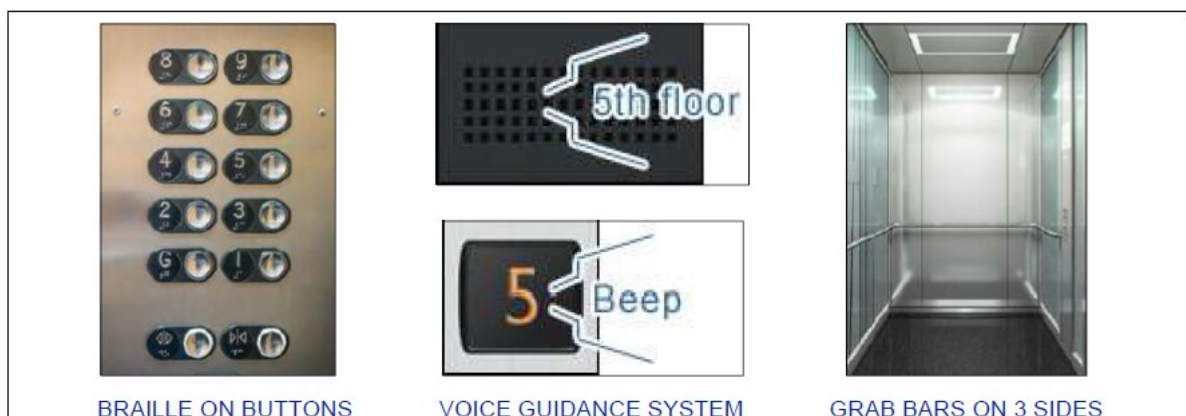 8 9
6 7
4 5
2 3
G 1
5th floor
5
Beep
BRAILLE ON BUTTONS
VOICE GUIDANCE SYSTEM
GRAB BARS ON 3 SIDES